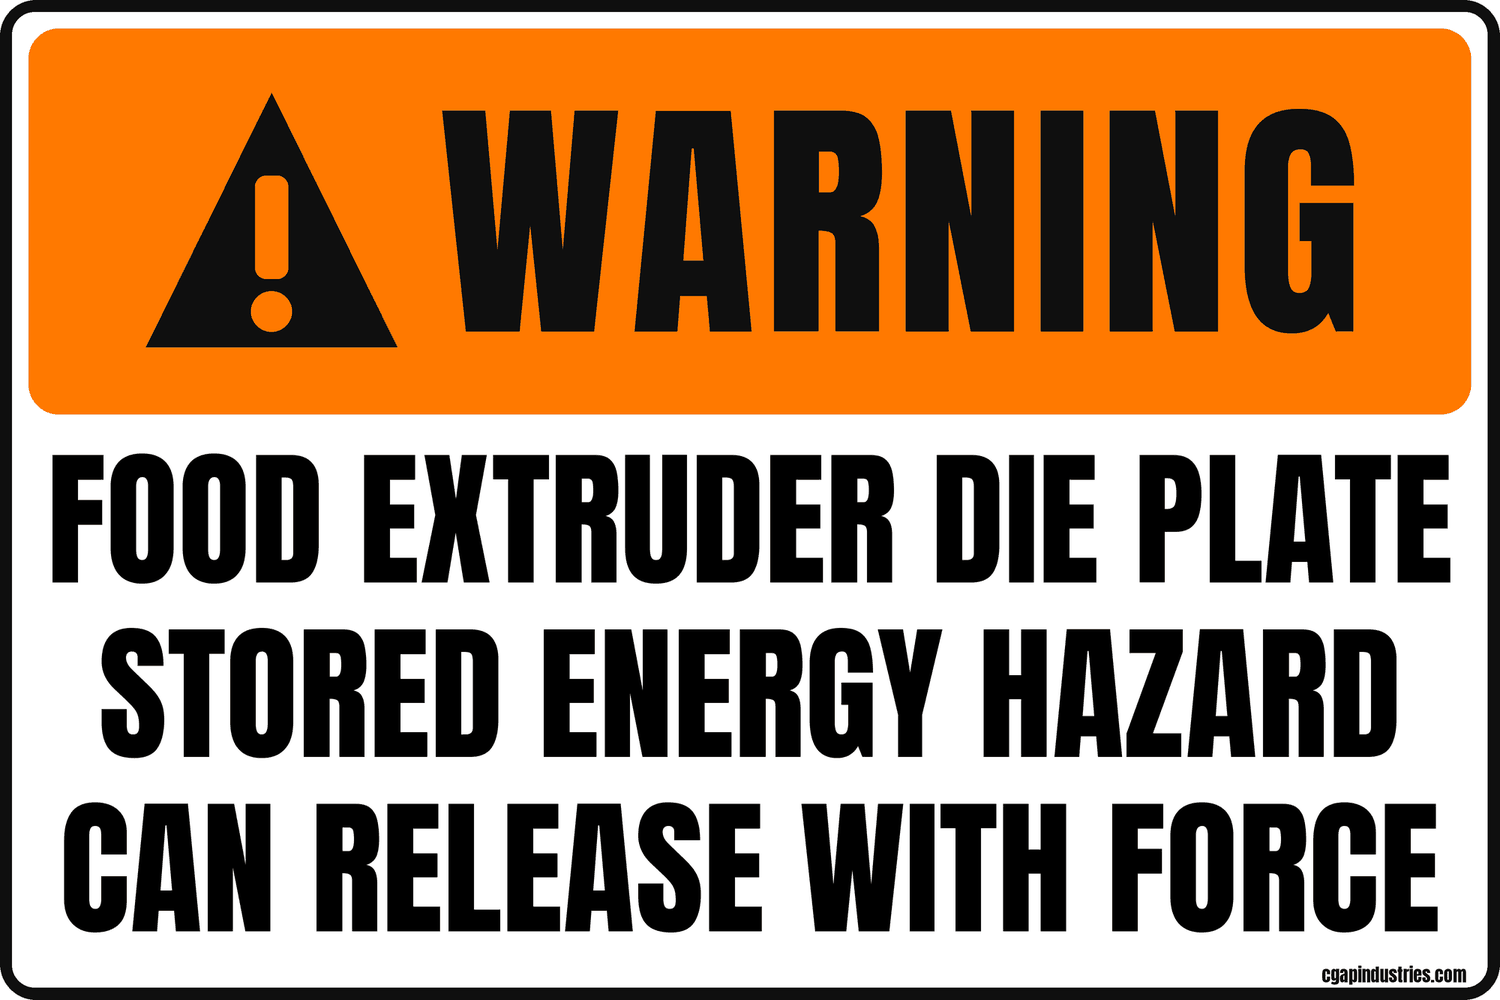 WARNING
FOOD EXTRUDER DIE PLATE
STORED ENERGY HAZARD
CAN RELEASE WITH FORCE
cgapindustries.com